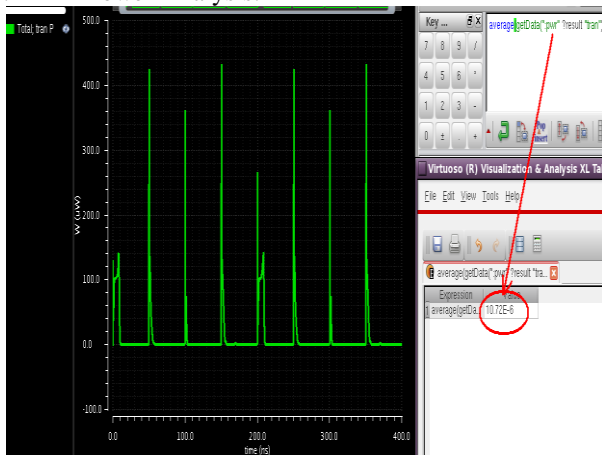 Total; tran P
500.0
400.0
300.0
200.0
100.0
0.0
-100.0
W (uW)
0.0 100.0 200.0 300.0 400.0
time (ns)
Key ...
7 8 9 /
4 5 6 *
1 2 3 -
0 ± . +
average(getData(":pwr" ?result "tran")
Virtuoso (R) Visualization & Analysis XL Ta
File Edit View Tools Help
average(getData(":pwr" ?result "tra...
Expression Value
1 average(getDa... 10.72E-6